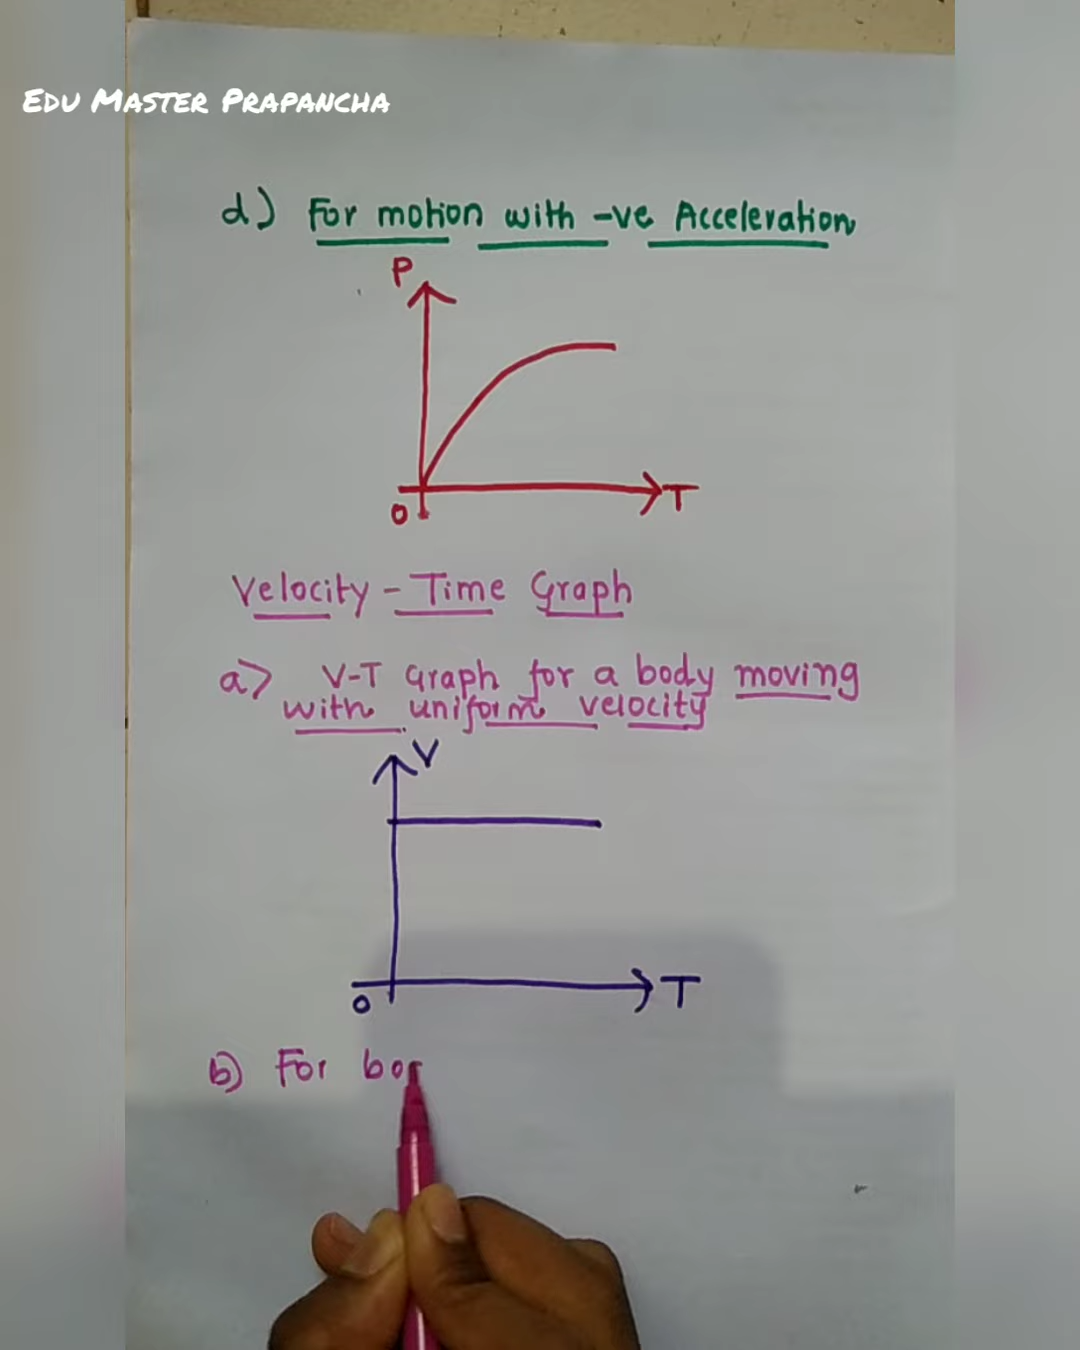 EDU MASTER PRAPANCHA
d) For motion with -ve Acceleration
P
T
0
Velocity - Time Graph
a) V-T Graph for a body moving
with uniform velocity
V
T
0
b) For bo